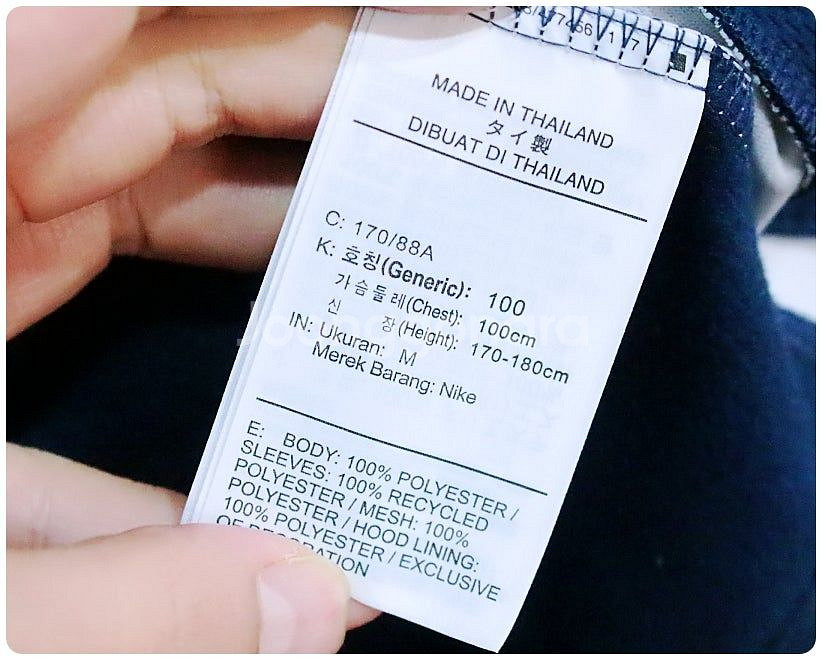 MADE IN THAILAND
タイ製
DIBUAT DI THAILAND
C: 170/88A
K: 호칭(Generic): 100
가슴둘레(Chest): 100cm
신 장(Height): 170-180cm
IN: Ukuran: M
Merek Barang: Nike
E: BODY: 100% POLYESTER /
SLEEVES: 100% RECYCLED
POLYESTER / MESH: 100%
POLYESTER / HOOD LINING:
100% POLYESTER / EXCLUSIVE
OF DECORATION